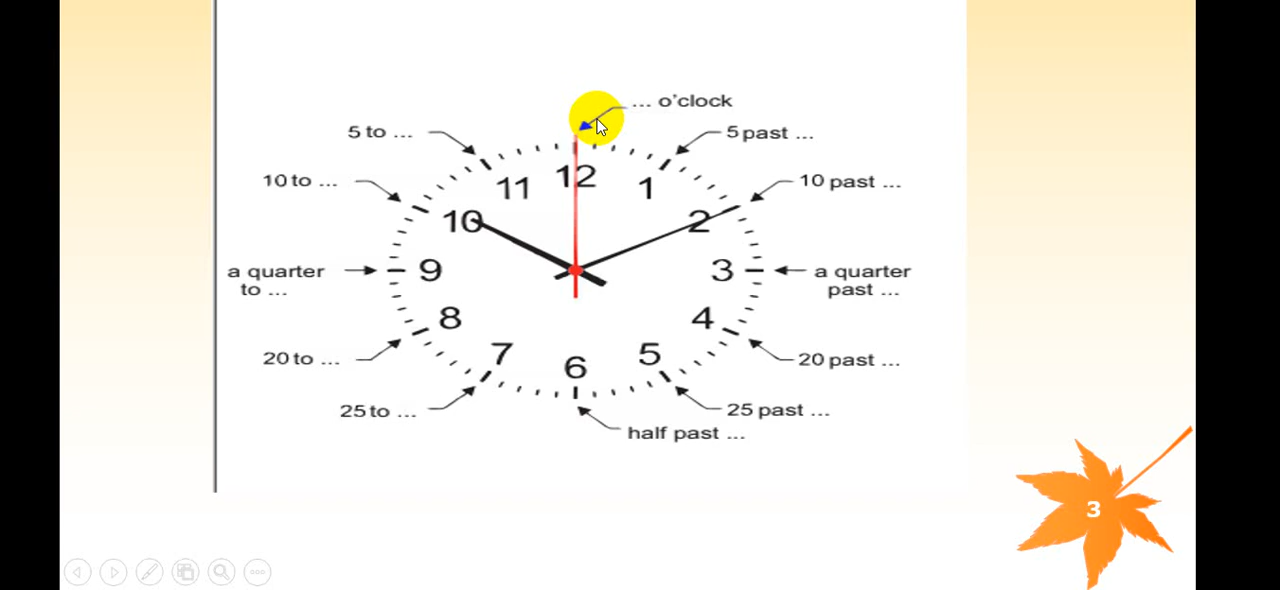 ... o'clock
5 to ...
5 past ...
10 to ...
10 past ...
12
11
1
10
2
a quarter
to ...
9
3
a quarter
past ...
8
4
7
5
6
20 to ...
20 past ...
25 to ...
25 past ...
half past ...
3